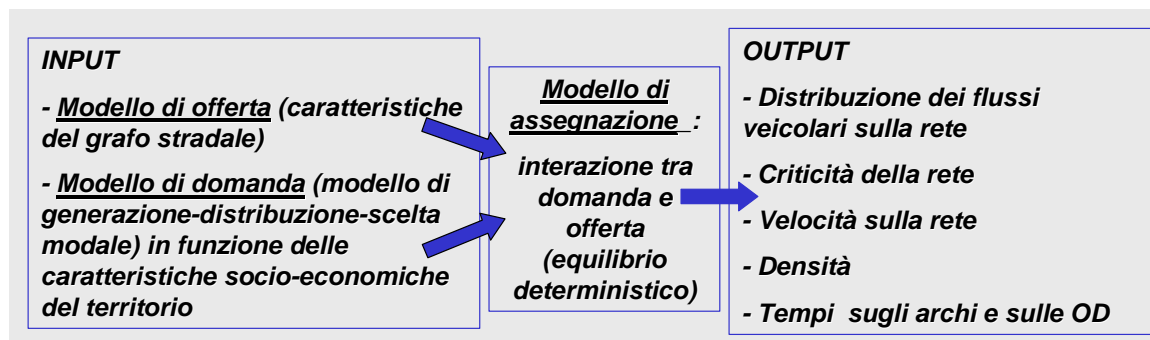 INPUT
- Modello di offerta (caratteristiche
del grafo stradale)
- Modello di domanda (modello di
generazione-distribuzione-scelta
modale) in funzione delle
caratteristiche socio-economiche
del territorio
Modello di
assegnazione_:
interazione tra
domanda e
offerta
(equilibrio
deterministico)
OUTPUT
- Distribuzione dei flussi
veicolari sulla rete
- Criticità della rete
- Velocità sulla rete
- Densità
- Tempi sugli archi e sulle OD